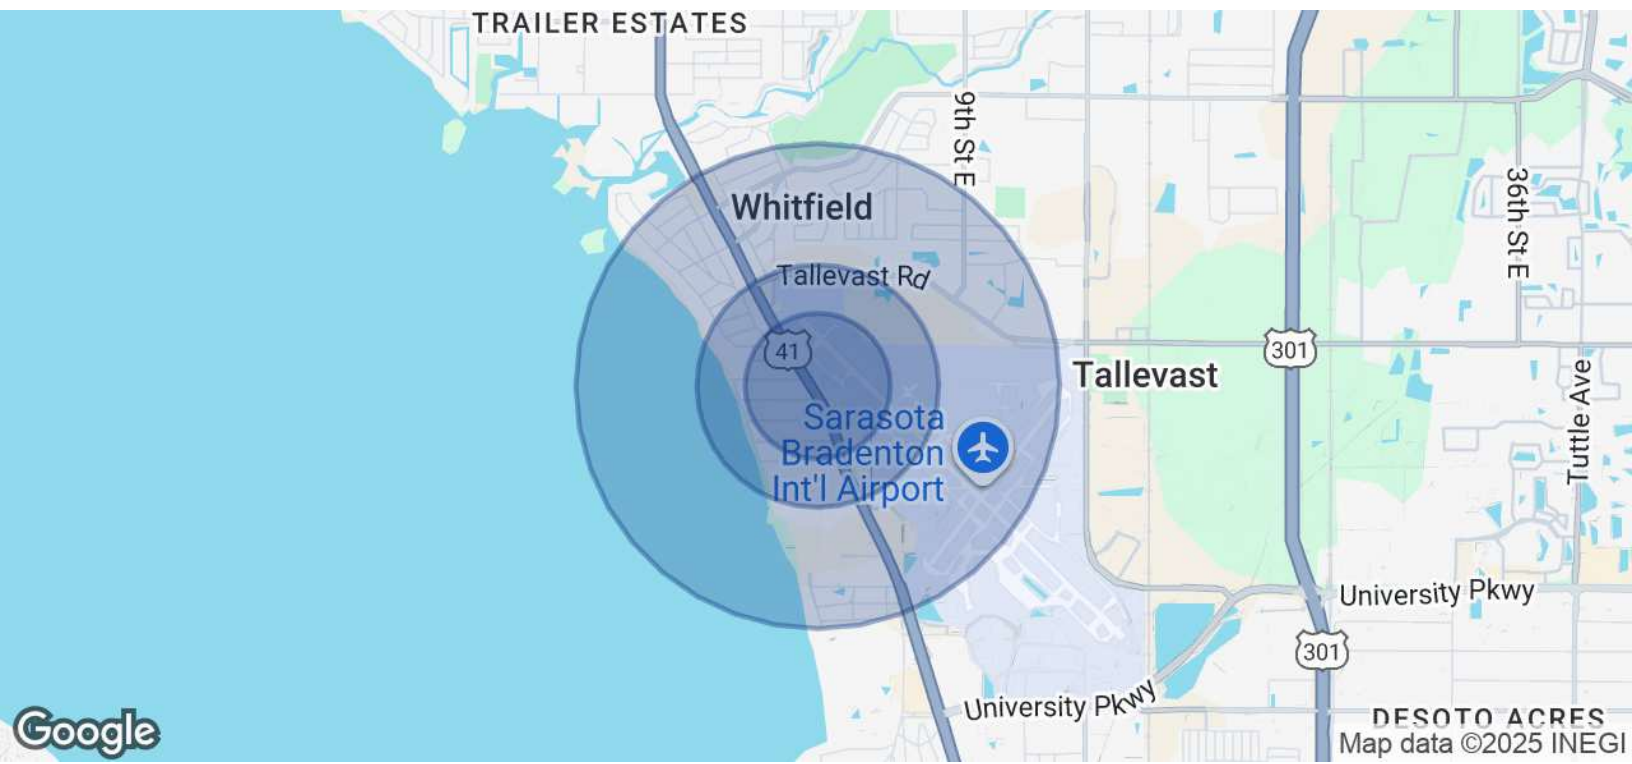 TRAILER ESTATES
9th St E
36th St E
Whitfield
Tallevast Rd
41
301
Tallevast
Tuttle Ave
Sarasota
Bradenton
Int'l Airport
University Pkwy
301
University Pkwy
DESOTO ACRES
Google
Map data ©2025 INEGI